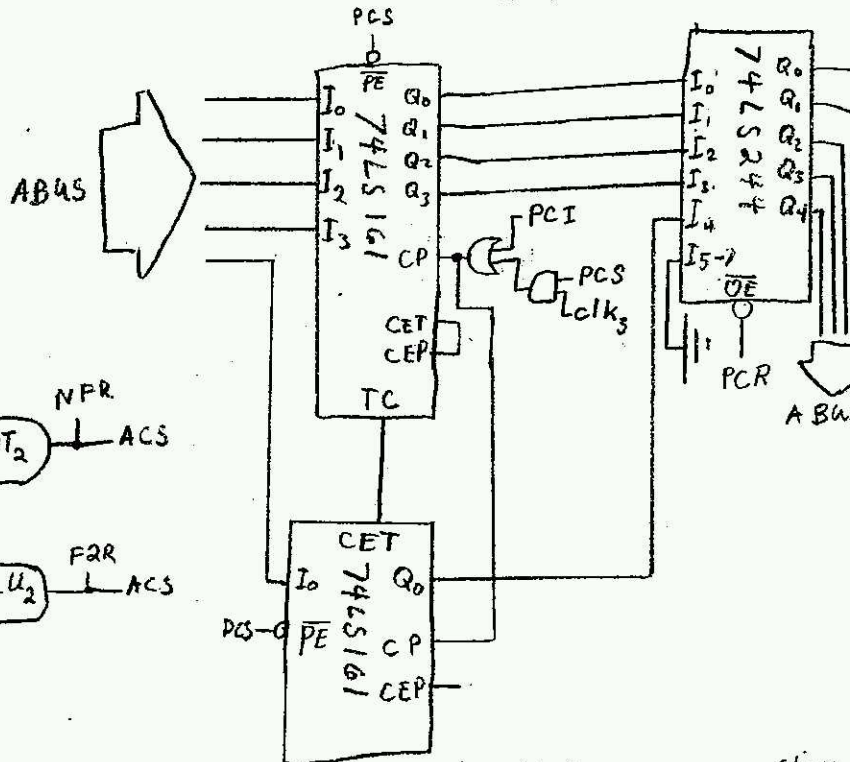 PCS
PE
ABUS
I0
I1
I2
I3
74LS161
Q0
Q1
Q2
Q3
CP
CET
CEP
TC
PCI
PCS
clk3
I0
I1
I2
I3
I4
I5-7
74LS244
Q0
Q1
Q2
Q3
Q4
OE
PCR
NFR
T2
ACS
F2R
U2
ACS
CET
I0
74LS161
Q0
PE
CP
CEP